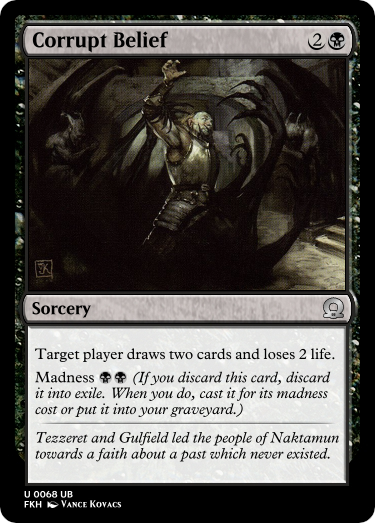 Corrupt Belief 2
Sorcery
Target player draws two cards and loses 2 life.
Madness (If you discard this card, discard
it into exile. When you do, cast it for its madness
cost or put it into your graveyard.)
Tezzeret and Gulfield led the people of Naktamun
towards a faith about a past which never existed.
U 0068 UB
FKH Vance Kovacs